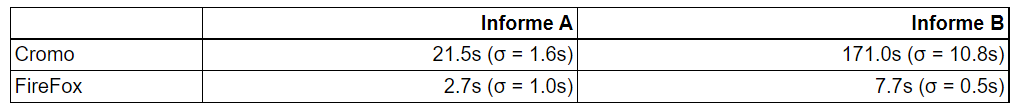 Informe A Informe B
Cromo 21.5s (σ = 1.6s) 171.0s (σ = 10.8s)
FireFox 2.7s (σ = 1.0s) 7.7s (σ = 0.5s)